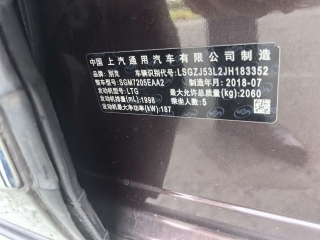 中国上汽通用汽车有限公司制造
品牌:别克 车辆识别代号:LSGZJ53L2JH183352
整车型号:SGM7205EAA2 制造年月:2018-07
发动机型号:LTG 最大允许总质量(kg):2060
发动机排量(mL):1998 乘坐人数:5
发动机最大净功率(kW):187